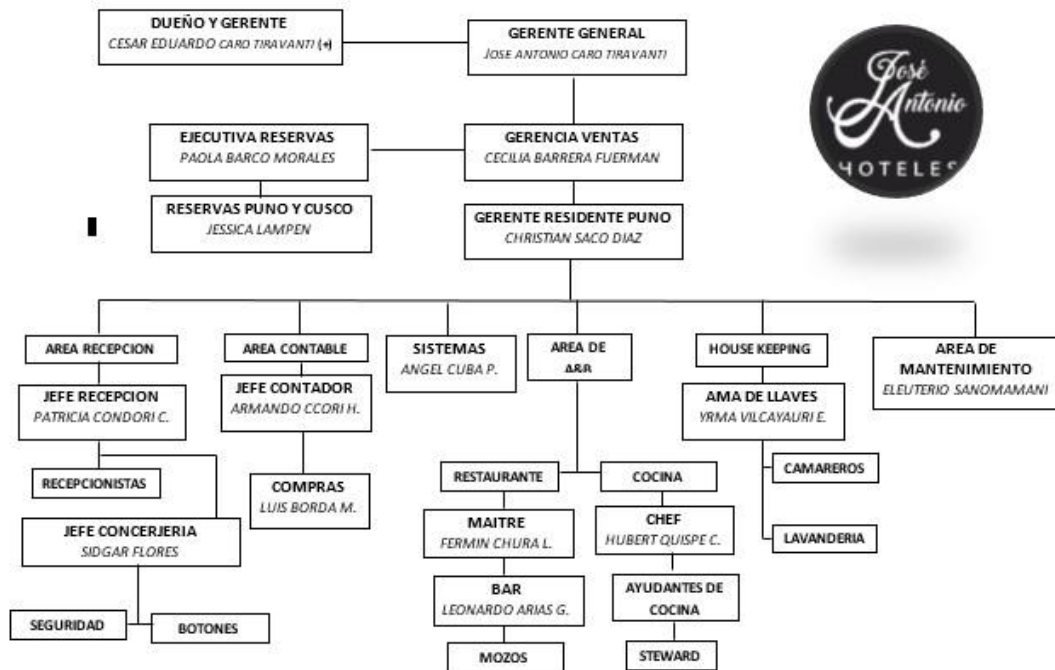 DUEÑO Y GERENTE
CESAR EDUARDO CARO TIRAVANTI (+)
GERENTE GENERAL
JOSE ANTONIO CARO TIRAVANTI
José
Antonio
HOTELES
EJECUTIVA RESERVAS
PAOLA BARCO MORALES
GERENCIA VENTAS
CECILIA BARRERA FUERMAN
RESERVAS PUNO Y CUSCO
JESSICA LAMPEN
GERENTE RESIDENTE PUNO
CHRISTIAN SACO DIAZ
AREA RECEPCION
JEFE RECEPCION
PATRICIA CONDORI C.
RECEPCIONISTAS
JEFE CONCERJERIA
SIDGAR FLORES
SEGURIDAD
BOTONES
AREA CONTABLE
JEFE CONTADOR
ARMANDO CCORI H.
COMPRAS
LUIS BORDA M.
SISTEMAS
ANGEL CUBA P.
AREA DE
A&B
RESTAURANTE
MAITRE
FERMIN CHURA L.
BAR
LEONARDO ARIAS G.
MOZOS
COCINA
CHEF
HUBERT QUISPE C.
AYUDANTES DE
COCINA
STEWARD
HOUSE KEEPING
AMA DE LLAVES
YRMA VILCAYAURI E.
CAMAREROS
LAVANDERIA
AREA DE
MANTENIMIENTO
ELEUTERIO SANOMAMANI